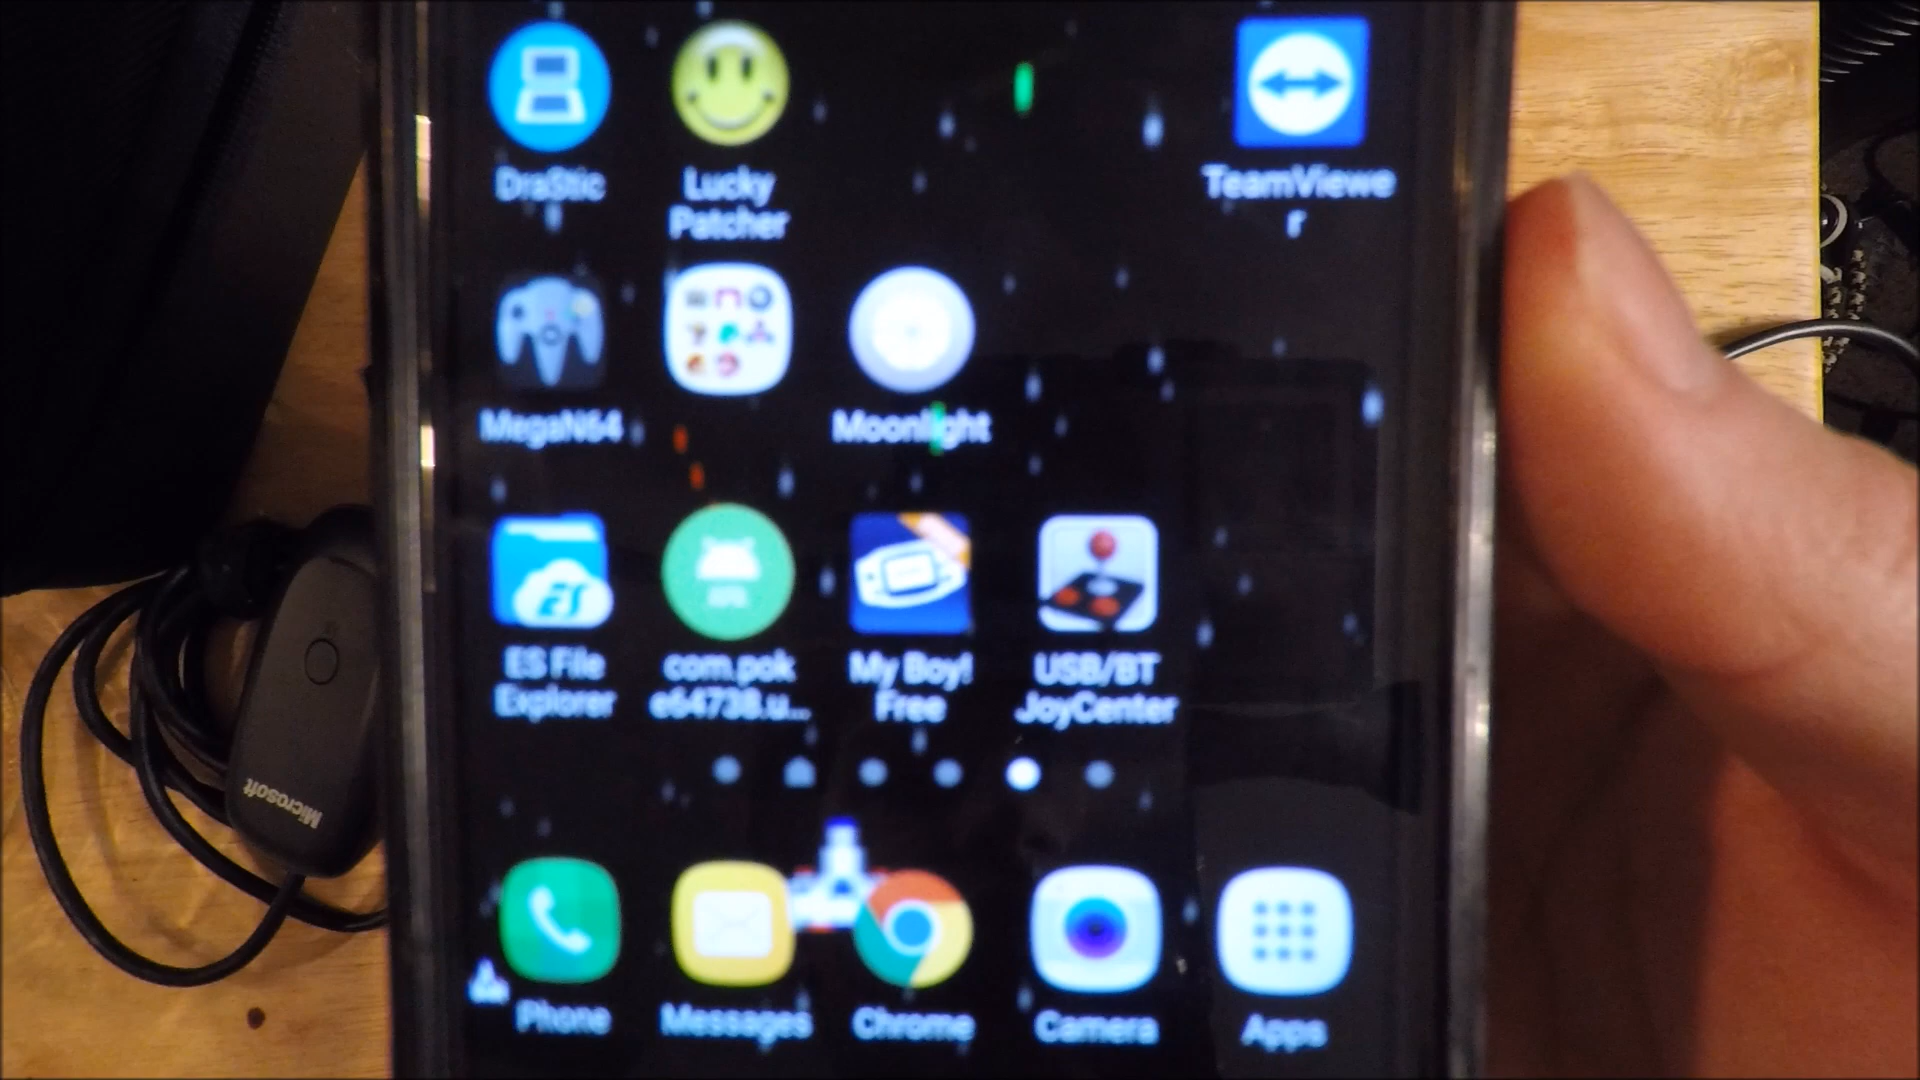 DraStic
Lucky
Patcher
TeamViewe
r
MegaN64
Moonlight
ES File
Explorer
ES
com.pok
e64738.u...
My Boy!
Free
USB/BT
JoyCenter
Microsoft
Phone
Messages
Chrome
Camera
Apps